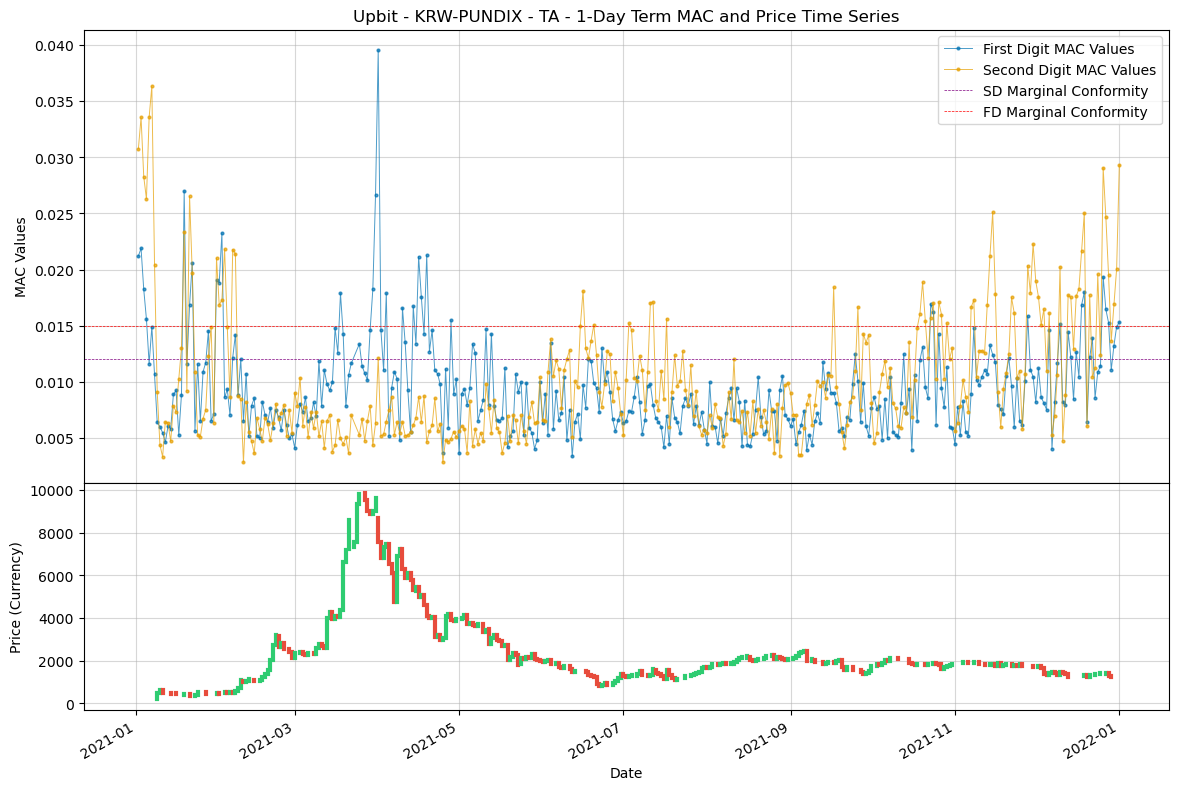 Upbit - KRW-PUNDIX - TA - 1-Day Term MAC and Price Time Series
First Digit MAC Values
Second Digit MAC Values
SD Marginal Conformity
FD Marginal Conformity
MAC Values
0.040
0.035
0.030
0.025
0.020
0.015
0.010
0.005
Price (Currency)
10000
8000
6000
4000
2000
0
2021-01
2021-03
2021-05
2021-07
2021-09
2021-11
2022-01
Date